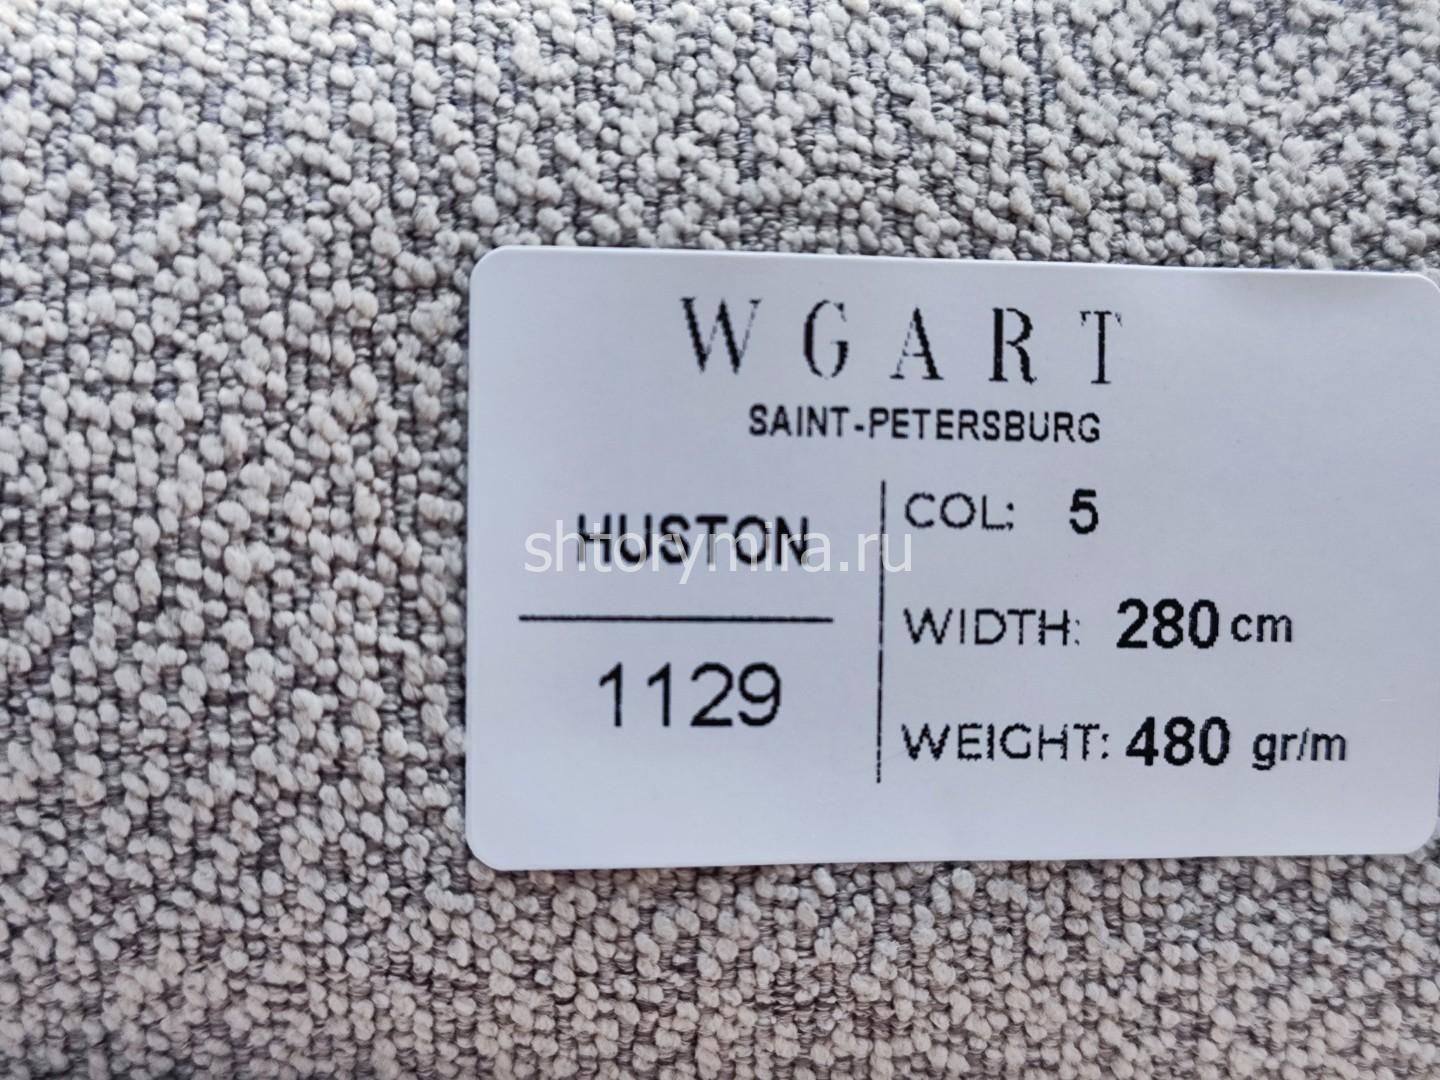 WGART
SAINT-PETERSBURG
HUSTON
1129
COL: 5
WIDTH: 280 cm
WEIGHT: 480 gr/m
shtorymira.ru